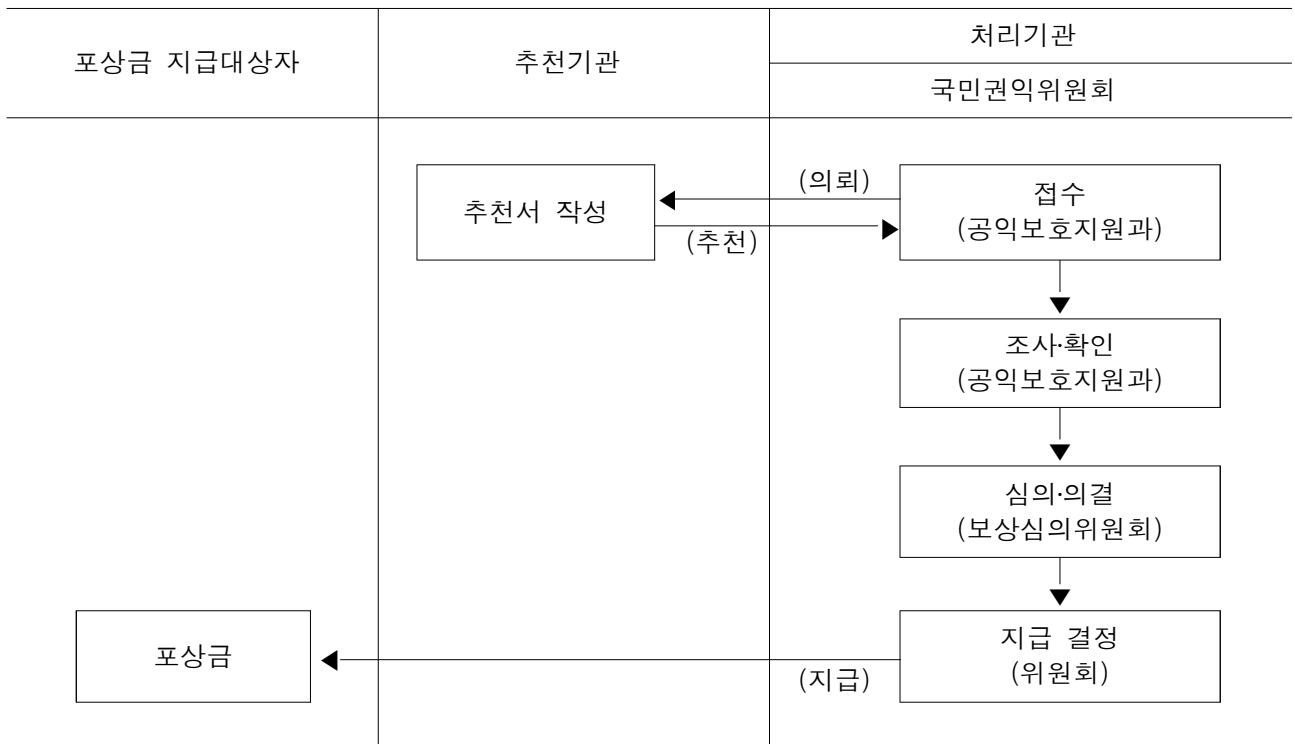 포상금 지급대상자
추천기관
처리기관
국민권익위원회
추천서 작성
(의뢰)
(추천)
접수
(공익보호지원과)
조사·확인
(공익보호지원과)
심의·의결
(보상심의위원회)
포상금
(지급)
지급 결정
(위원회)